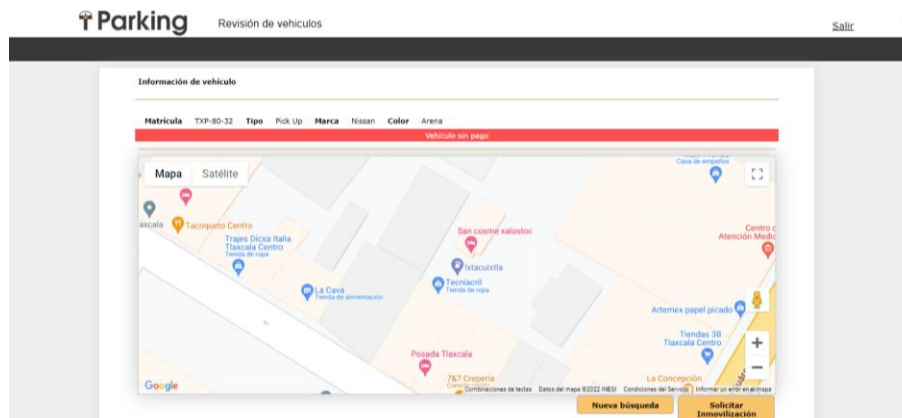 Parking
Revisión de vehiculos
Salir
Información de vehículo
Matrícula TXP-80-32 Tipo Pick Up Marca Nissan Color Arena
Vehículo sin pago
Mapa Satélite
Casa de empeños
Tacoqueto Centro
Trajes Dicsa Italia
Tlaxcala Centro
Tienda de ropa
San cosme xalostoc
Centro
Atención Medic
Ixtacuixtla
Tecniacril
Tienda de ropa
La Cava
Tienda de alimentación
Artemex papel picado
Tiendas 3B
Tlaxcala Centro
Posada Tlaxcala
7&7 Creperia
La Concepción
Google
Combinaciones de teclas Datos del mapa ©2022 INEGI Condiciones del Servicio Informar un error en el mapa
Nueva búsqueda
Solicitar
Inmovilización